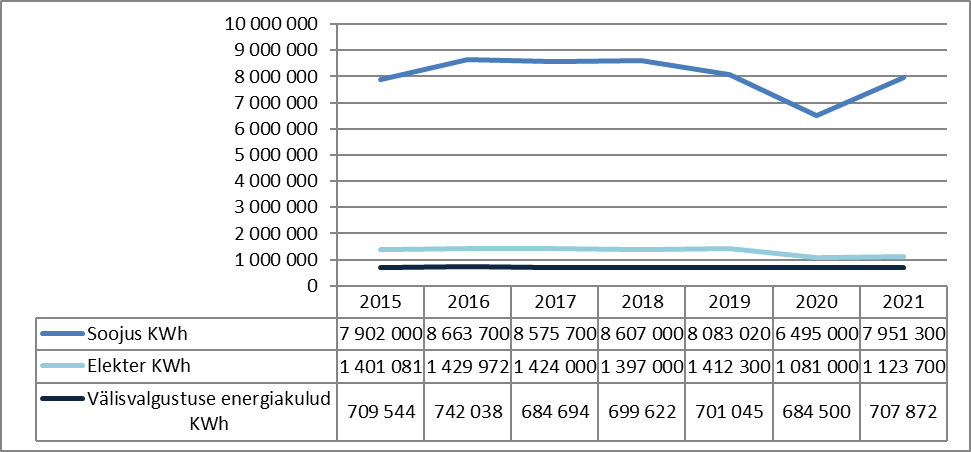 10 000 000
9 000 000
8 000 000
7 000 000
6 000 000
5 000 000
4 000 000
3 000 000
2 000 000
1 000 000
0
2015 2016 2017 2018 2019 2020 2021
Soojus KWh 7 902 000 8 663 700 8 575 700 8 607 000 8 083 020 6 495 000 7 951 300
Elekter KWh 1 401 081 1 429 972 1 424 000 1 397 000 1 412 300 1 081 000 1 123 700
Välisvalgustuse energiakulud
KWh 709 544 742 038 684 694 699 622 701 045 684 500 707 872